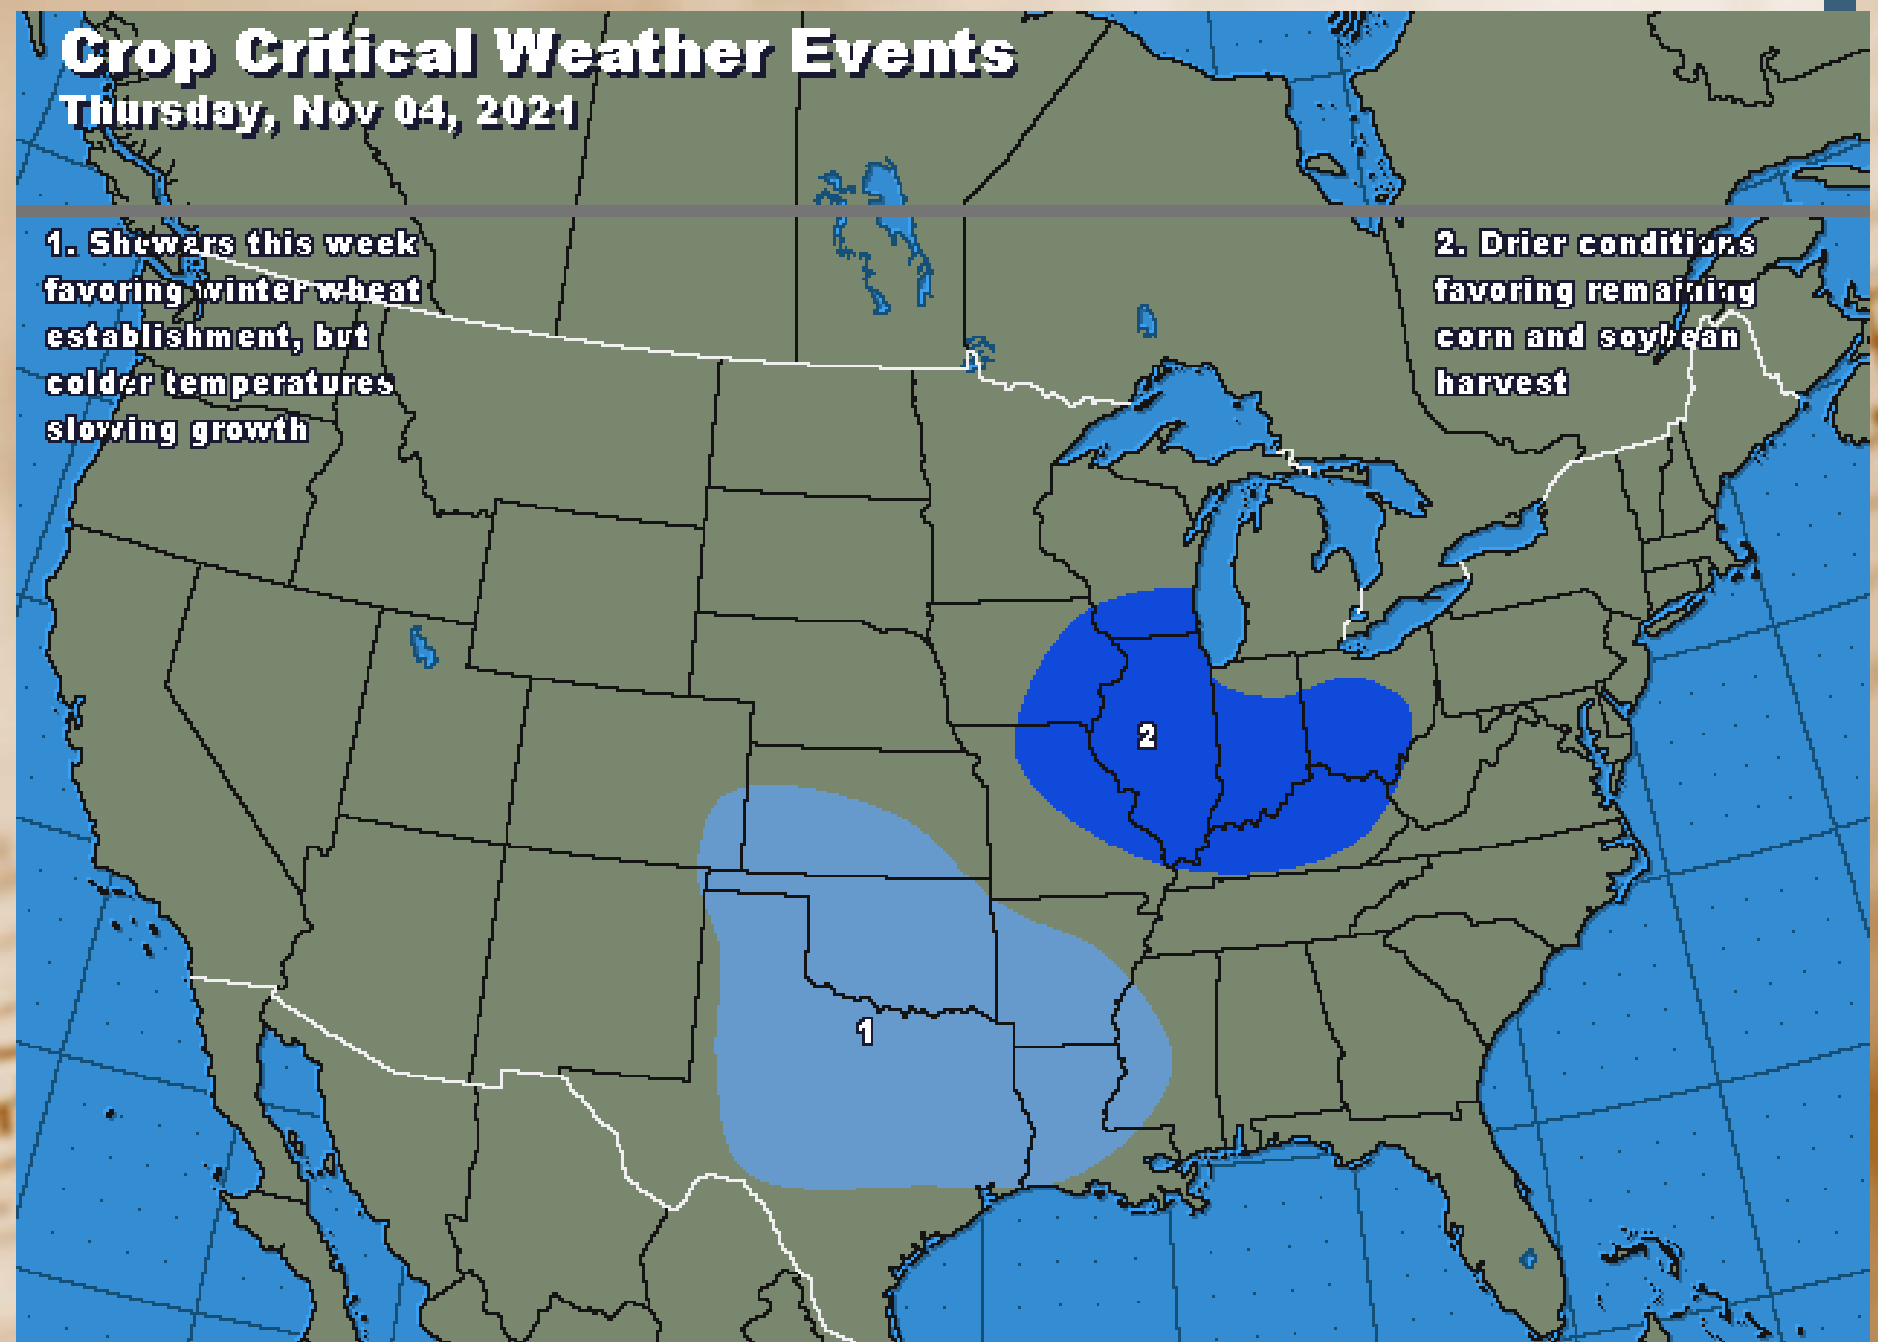 Crop Critical Weather Events
Thursday, Nov 04, 2021
1. Showers this week
favoring winter wheat
establishment, but
colder temperatures
slowing growth
2. Drier conditions
favoring remaining
corn and soybean
harvest
2
1